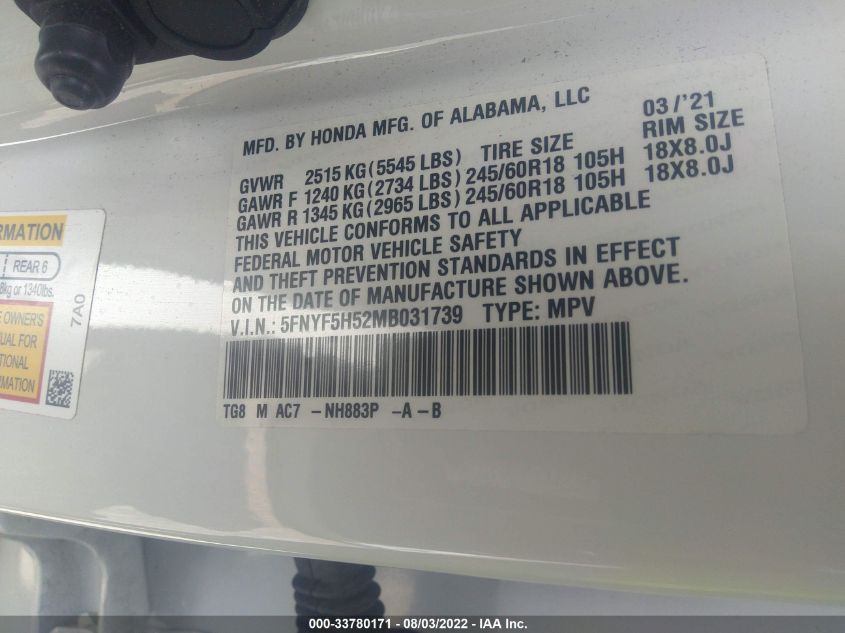 MFD. BY HONDA MFG. OF ALABAMA, LLC 03/'21
GVWR 2515 KG(5545 LBS) TIRE SIZE RIM SIZE
GAWR F 1240 KG(2734 LBS) 245/60R18 105H 18X8.0J
GAWR R 1345 KG(2965 LBS) 245/60R18 105H 18X8.0J
THIS VEHICLE CONFORMS TO ALL APPLICABLE
FEDERAL MOTOR VEHICLE SAFETY
AND THEFT PREVENTION STANDARDS IN EFFECT
ON THE DATE OF MANUFACTURE SHOWN ABOVE.
V.I.N.: 5FNYF5H52MB031739 TYPE: MPV
TG8 M AC7 -NH883P -A-B
REAR 6
or 1340lbs.
OWNER'S
FOR
7A0
000-33780171 - 08/03/2022 - IAA Inc.